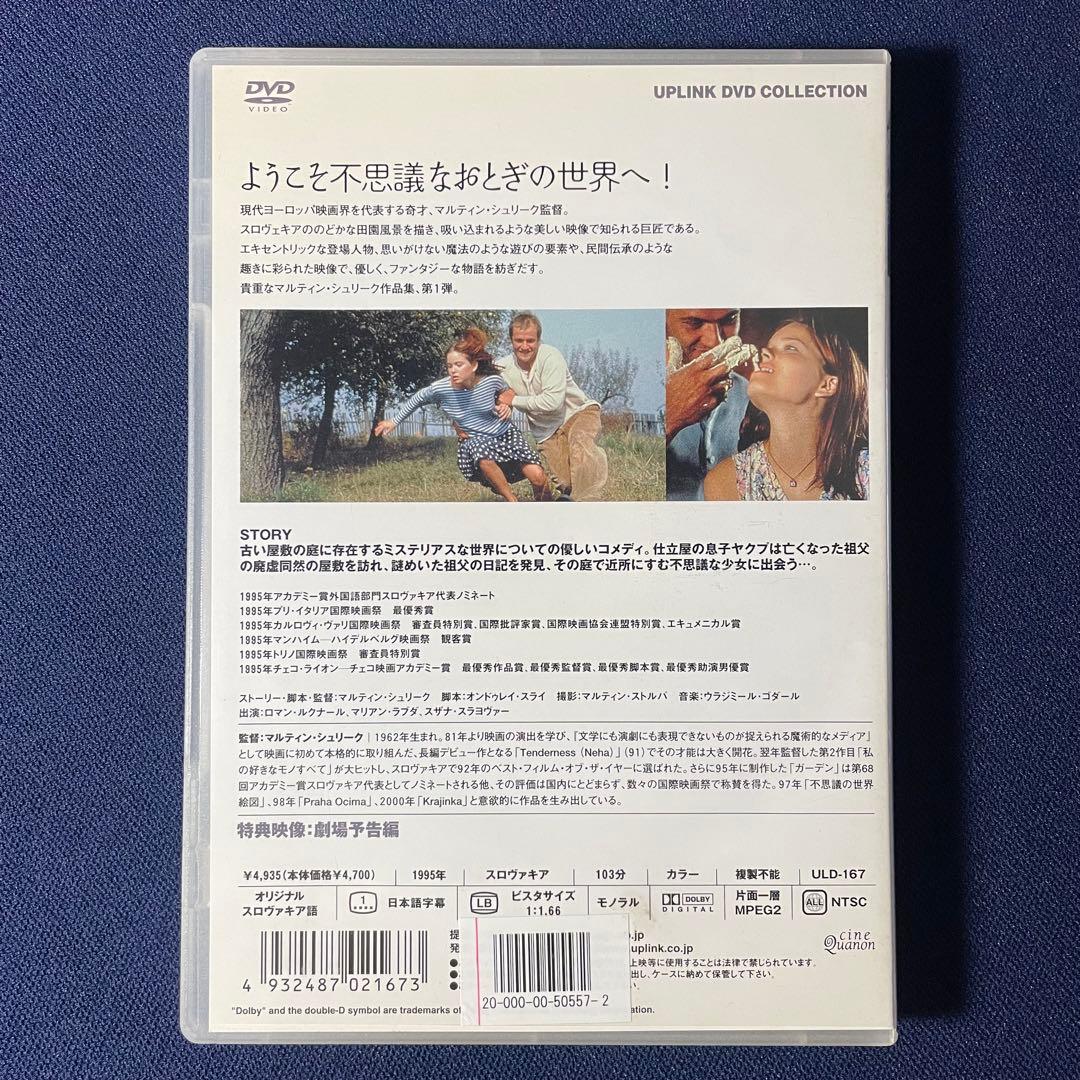 DVD
VIDEO
UPLINK DVD COLLECTION
ようこそ不思議なおとぎの世界へ！
現代ヨーロッパ映画界を代表する奇才、マルティン・シュリーク監督。
スロヴェキアののどかな田園風景を描き、吸い込まれるような美しい映像で知られる巨匠である。
エキセントリックな登場人物、思いがけない魔法のような遊びの要素や、民間伝承のような
趣きに彩られた映像で、優しく、ファンタジーな物語を紡ぎだす。
貴重なマルティン・シュリーク作品集、第1弾。
STORY
古い屋敷の庭に存在するミステリアスな世界についての優しいコメディ。仕立屋の息子ヤクブは亡くなった祖父
の廃虚同然の屋敷を訪れ、謎めいた祖父の日記を発見、その庭で近所にすむ不思議な少女に出会う…。
1995年アカデミー賞外国語部門スロヴァキア代表ノミネート
1995年プリ・イタリア国際映画祭　最優秀賞
1995年カルロヴィ・ヴァリ国際映画祭　審査員特別賞、国際批評家賞、国際映画協会連盟特別賞、エキュメニカル賞
1995年マンハイム―ハイデルベルグ映画祭　観客賞
1995年トリノ国際映画祭　審査員特別賞
1995年チェコ・ライオン―チェコ映画アカデミー賞　最優秀作品賞、最優秀監督賞、最優秀脚本賞、最優秀助演男優賞
ストーリー・脚本・監督：マルティン・シュリーク　脚本：オンドゥレイ・スライ　撮影：マルティン・ストルバ　音楽：ウラジミール・ゴダール
出演：ロマン・ルクナール、マリアン・ラブダ、スザナ・スラヨヴァー
監督：マルティン・シュリーク｜1962年生まれ。81年より映画の演出を学び、『文学にも演劇にも表現できないものが捉えられる魔術的なメディア』
として映画に初めて本格的に取り組んだ、長編デビュー作となる「Tenderness（Neha）」（91）でその才能は大きく開花。翌年監督した第2作目「私
の好きなモノすべて」が大ヒットし、スロヴァキアで92年のベスト・フィルム・オブ・ザ・イヤーに選ばれた。さらに95年に制作した「ガーデン」は第68
回アカデミー賞スロヴァキア代表としてノミネートされる他、その評価は国内にとどまらず、数々の国際映画祭で称賛を得た。97年「不思議の世界
絵図」、98年「Praha Ocima」、2000年「Krajinka」と意欲的に作品を生み出している。
特典映像：劇場予告編
￥4,935（本体価格￥4,700）　1995年　スロヴァキア　103分　カラー　複製不能　ULD-167
オリジナル
スロヴァキア語
1
日本語字幕
LB
ビスタサイズ
1:1.66
モノラル
DOLBY
DIGITAL
片面一層
MPEG2
ALL
NTSC
cine
Quanon
提
発
o.jp
uplink.co.jp
上映等に使用することは法律で禁じられています。
出し、ケースに納めて保管して下さい。
4 932487 021673
20-000-00-50557-2
"Dolby" and the double-D symbol are trademarks of
ation.